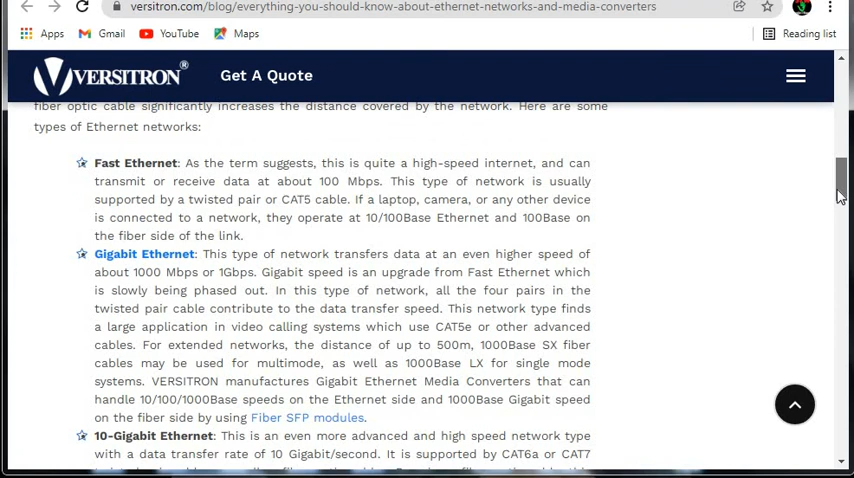 versitron.com/blog/everything-you-should-know-about-ethernet-networks-and-media-converters
Apps Gmail YouTube Maps Reading list
VERSITRON® Get A Quote
fiber optic cable significantly increases the distance covered by the network. Here are some
types of Ethernet networks:
Fast Ethernet: As the term suggests, this is quite a high-speed internet, and can
transmit or receive data at about 100 Mbps. This type of network is usually
supported by a twisted pair or CAT5 cable. If a laptop, camera, or any other device
is connected to a network, they operate at 10/100Base Ethernet and 100Base on
the fiber side of the link.
Gigabit Ethernet: This type of network transfers data at an even higher speed of
about 1000 Mbps or 1Gbps. Gigabit speed is an upgrade from Fast Ethernet which
is slowly being phased out. In this type of network, all the four pairs in the
twisted pair cable contribute to the data transfer speed. This network type finds
a large application in video calling systems which use CAT5e or other advanced
cables. For extended networks, the distance of up to 500m, 1000Base SX fiber
cables may be used for multimode, as well as 1000Base LX for single mode
systems. VERSITRON manufactures Gigabit Ethernet Media Converters that can
handle 10/100/1000Base speeds on the Ethernet side and 1000Base Gigabit speed
on the fiber side by using Fiber SFP modules.
10-Gigabit Ethernet: This is an even more advanced and high speed network type
with a data transfer rate of 10 Gigabit/second. It is supported by CAT6a or CAT7